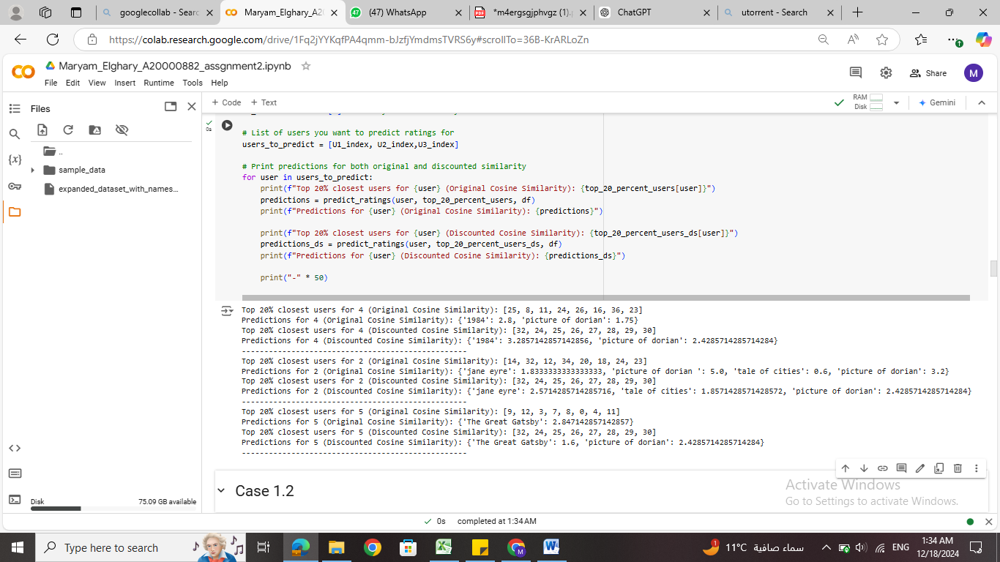 googlecollab - Searc
Maryam_Elghary_A2
(47) WhatsApp
*m4ergsgjphvgz (1).p
ChatGPT
utorrent - Search
https://colab.research.google.com/drive/1Fq2jYYKqfPA4qmm-bJzfjYmdmsTVRS6y#scrollTo=36B-KrARLoZn
Maryam_Elghary_A20000882_assgnment2.ipynb
File Edit View Insert Runtime Tools Help
Share
M
Files
+ Code + Text
RAM
Disk
Gemini
..
sample_data
expanded_dataset_with_names...
0s
# List of users you want to predict ratings for
users_to_predict = [U1_index, U2_index,U3_index]
# Print predictions for both original and discounted similarity
for user in users_to_predict:
    print(f"Top 20% closest users for {user} (Original Cosine Similarity): {top_20_percent_users[user]}")
    predictions = predict_ratings(user, top_20_percent_users, df)
    print(f"Predictions for {user} (Original Cosine Similarity): {predictions}")
    print(f"Top 20% closest users for {user} (Discounted Cosine Similarity): {top_20_percent_users_ds[user]}")
    predictions_ds = predict_ratings(user, top_20_percent_users_ds, df)
    print(f"Predictions for {user} (Discounted Cosine Similarity): {predictions_ds}")
    print("-" * 50)
Top 20% closest users for 4 (Original Cosine Similarity): [25, 8, 11, 24, 26, 16, 36, 23]
Predictions for 4 (Original Cosine Similarity): {'1984': 2.8, 'picture of dorian': 1.75}
Top 20% closest users for 4 (Discounted Cosine Similarity): [32, 24, 25, 26, 27, 28, 29, 30]
Predictions for 4 (Discounted Cosine Similarity): {'1984': 3.2857142857142856, 'picture of dorian': 2.4285714285714284}
--------------------------------------------------
Top 20% closest users for 2 (Original Cosine Similarity): [14, 32, 12, 34, 20, 18, 24, 23]
Predictions for 2 (Original Cosine Similarity): {'jane eyre': 1.8333333333333333, 'picture of dorian ': 5.0, 'tale of cities': 0.6, 'picture of dorian': 3.2}
Top 20% closest users for 2 (Discounted Cosine Similarity): [32, 24, 25, 26, 27, 28, 29, 30]
Predictions for 2 (Discounted Cosine Similarity): {'jane eyre': 2.5714285714285716, 'tale of cities': 1.8571428571428572, 'picture of dorian': 2.4285714285714284}
--------------------------------------------------
Top 20% closest users for 5 (Original Cosine Similarity): [9, 12, 3, 7, 8, 0, 4, 11]
Predictions for 5 (Original Cosine Similarity): {'The Great Gatsby': 2.847142857142857}
Top 20% closest users for 5 (Discounted Cosine Similarity): [32, 24, 25, 26, 27, 28, 29, 30]
Predictions for 5 (Discounted Cosine Similarity): {'The Great Gatsby': 1.6, 'picture of dorian': 2.4285714285714284}
--------------------------------------------------
Case 1.2
Activate Windows
Go to Settings to activate Windows.
Disk 75.09 GB available
0s completed at 1:34 AM
Type here to search
11°C سماء صافية
ENG
1:34 AM
12/18/2024